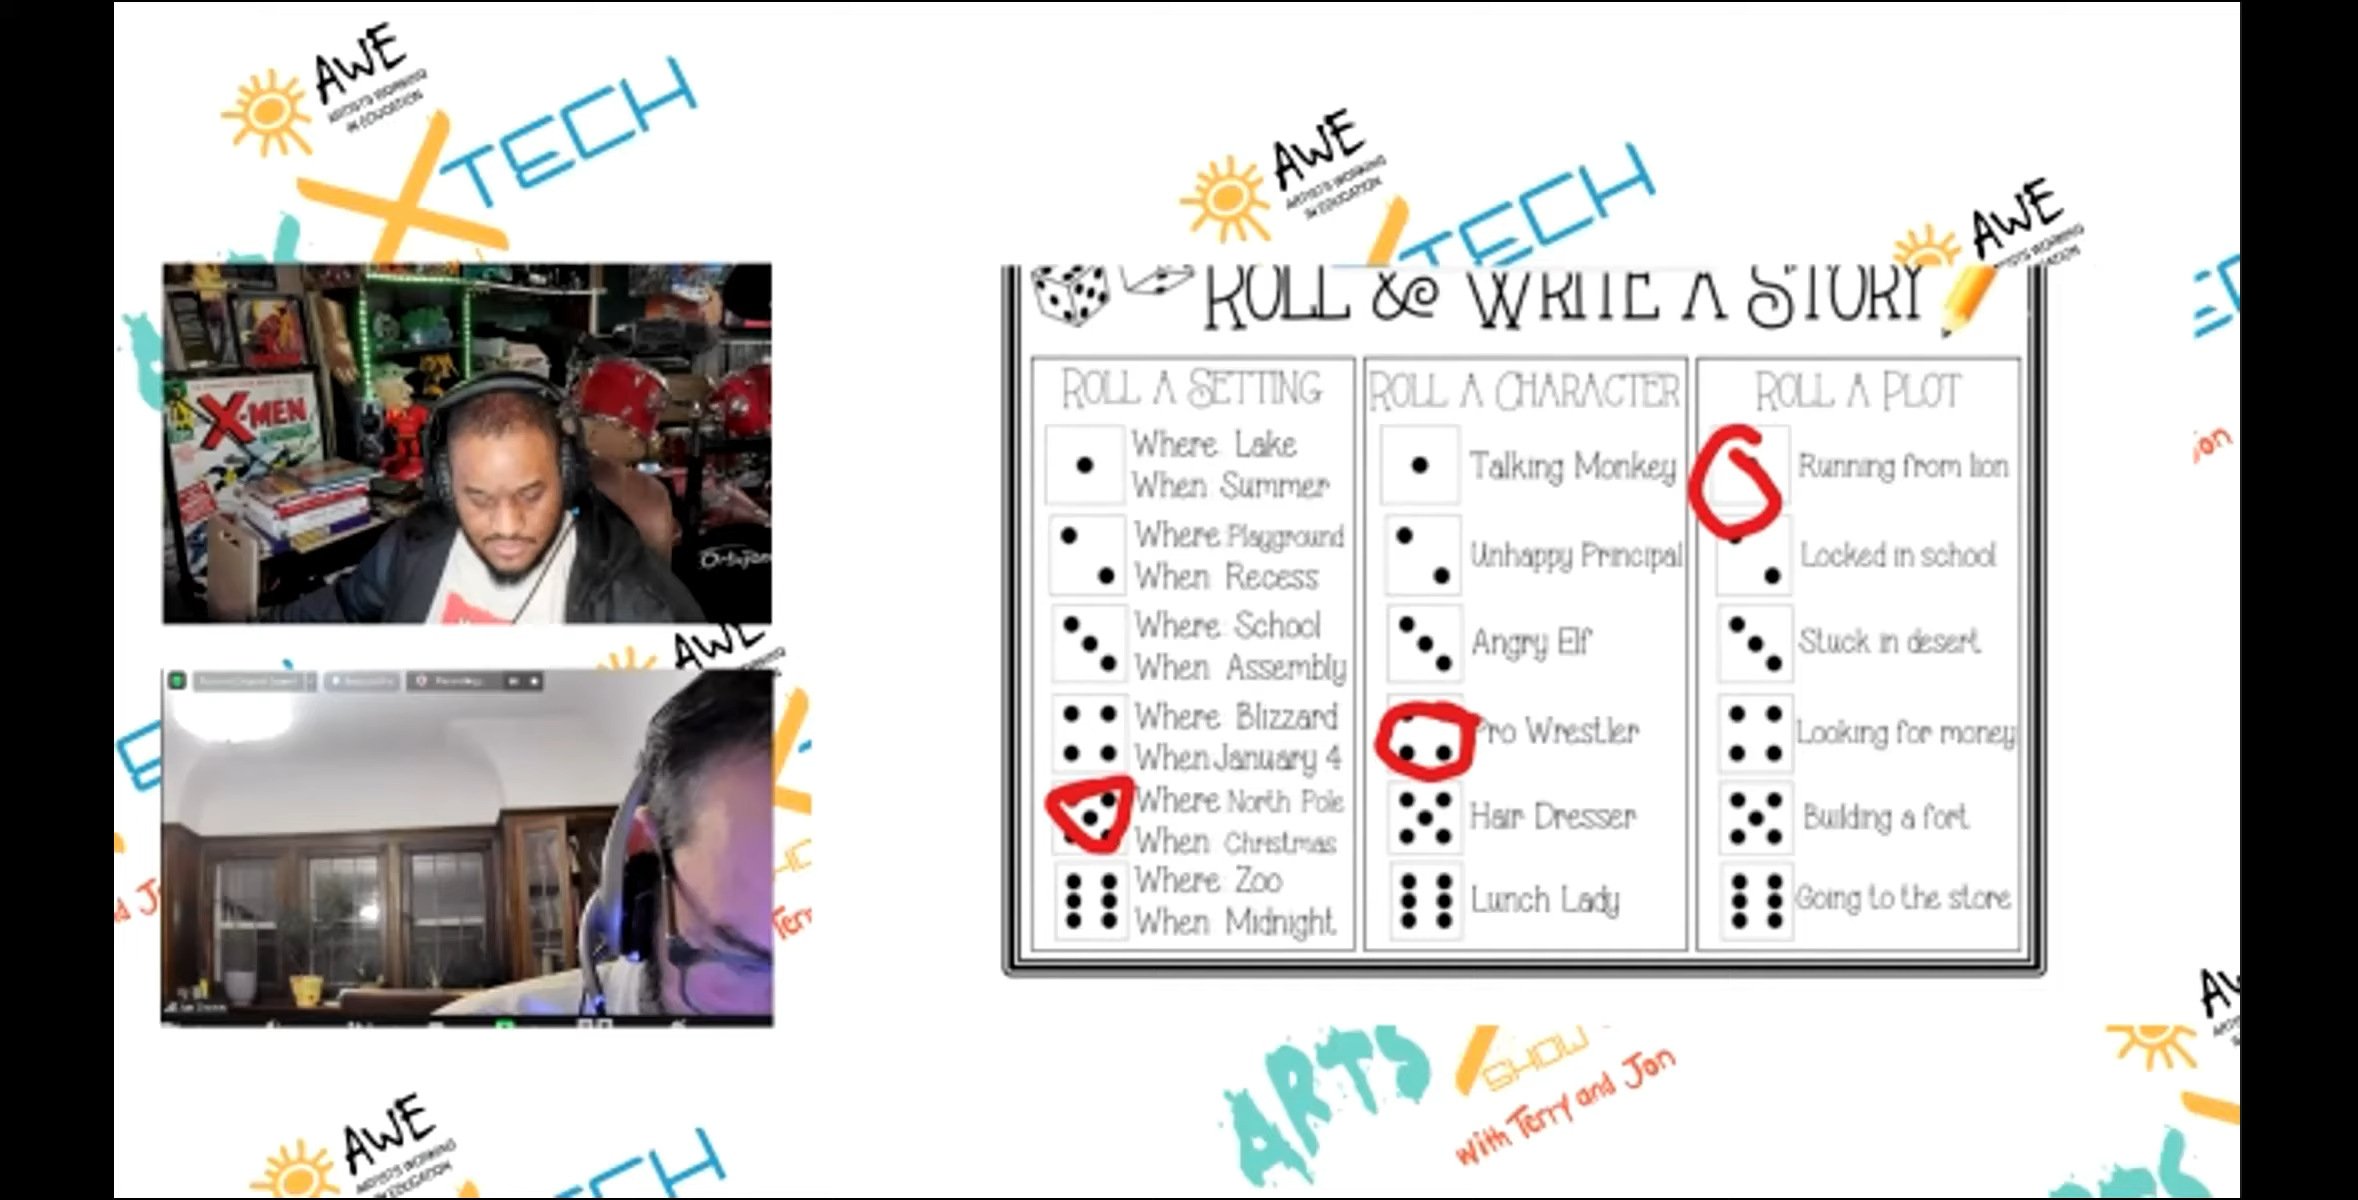 AWE
ARTISTS WORKING
IN EDUCATION
XTECH
AWE
ARTISTS WORKING
IN EDUCATION
TECH
AWE
X-MEN
ROLL & WRITE A STORY
ROLL A SETTING
Where: Lake
When: Summer
Where: Playground
When: Recess
Where: School
When: Assembly
Where: Blizzard
When: January 4
Where: North Pole
When: Christmas
Where: Zoo
When: Midnight
ROLL A CHARACTER
Talking Monkey
Unhappy Principal
Angry Elf
Pro Wrestler
Hair Dresser
Lunch Lady
ROLL A PLOT
Running from lion
Locked in school
Stuck in desert
Looking for money
Building a fort
Going to the store
AWE
ARTS
SHOW
with Terry and Jon
AWE
ARTISTS WORKING
IN EDUCATION